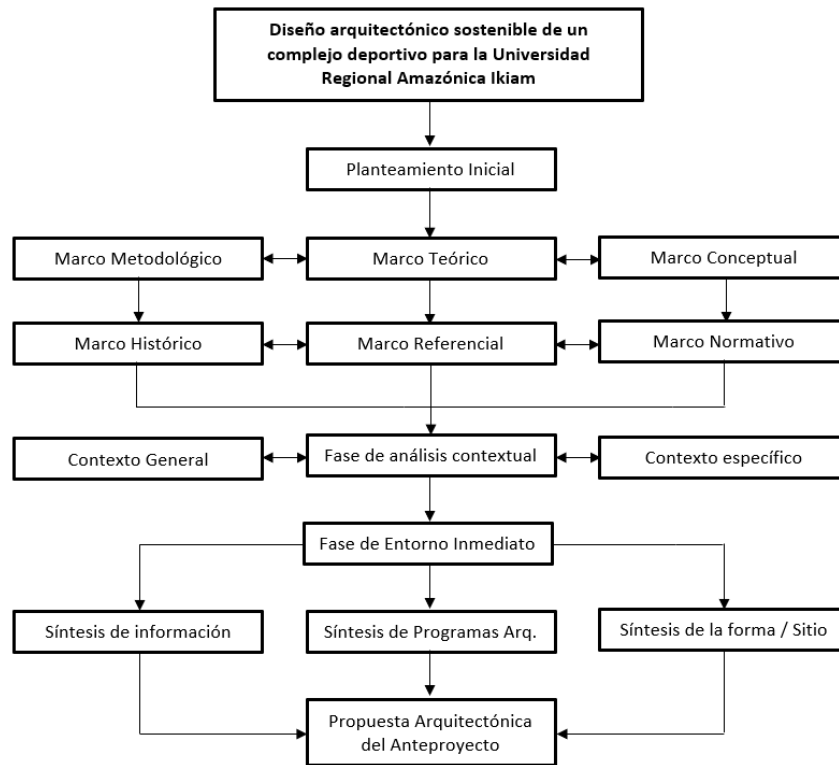 Diseño arquitectónico sostenible de un
complejo deportivo para la Universidad
Regional Amazónica Ikiam
Planteamiento Inicial
Marco Metodológico
Marco Teórico
Marco Conceptual
Marco Histórico
Marco Referencial
Marco Normativo
Contexto General
Fase de análisis contextual
Contexto específico
Fase de Entorno Inmediato
Síntesis de información
Síntesis de Programas Arq.
Síntesis de la forma / Sitio
Propuesta Arquitectónica
del Anteproyecto